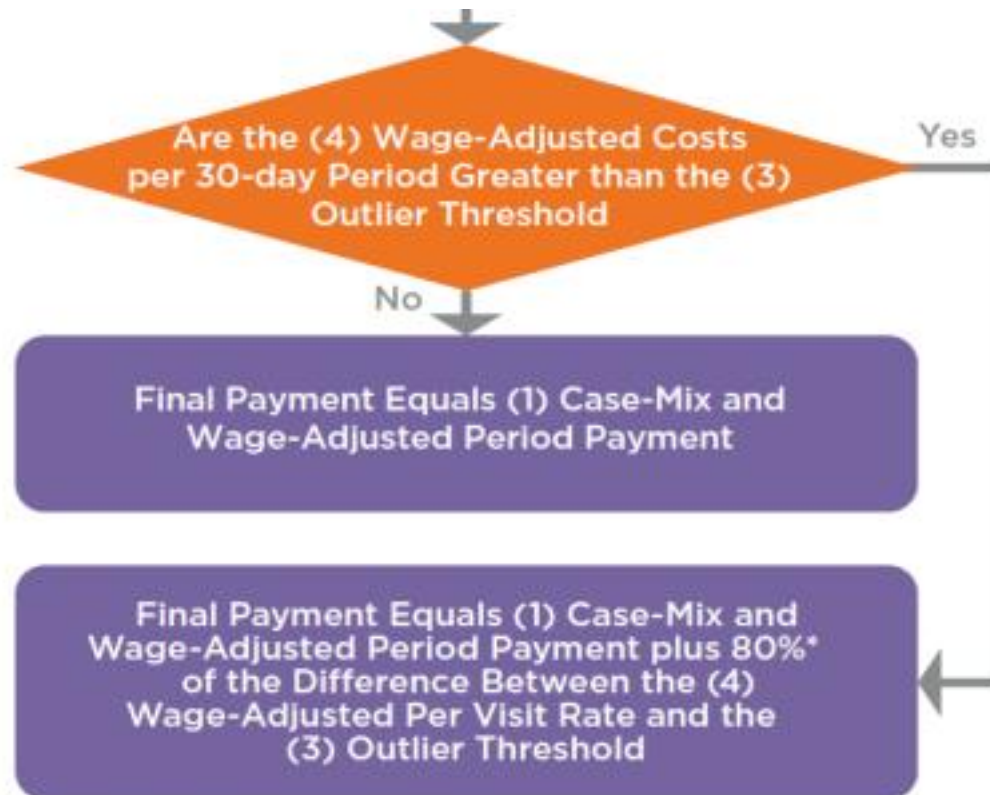 Are the (4) Wage-Adjusted Costs
per 30-day Period Greater than the (3)
Outlier Threshold
Yes
No
Final Payment Equals (1) Case-Mix and
Wage-Adjusted Period Payment
Final Payment Equals (1) Case-Mix and
Wage-Adjusted Period Payment plus 80%*
of the Difference Between the (4)
Wage-Adjusted Per Visit Rate and the
(3) Outlier Threshold